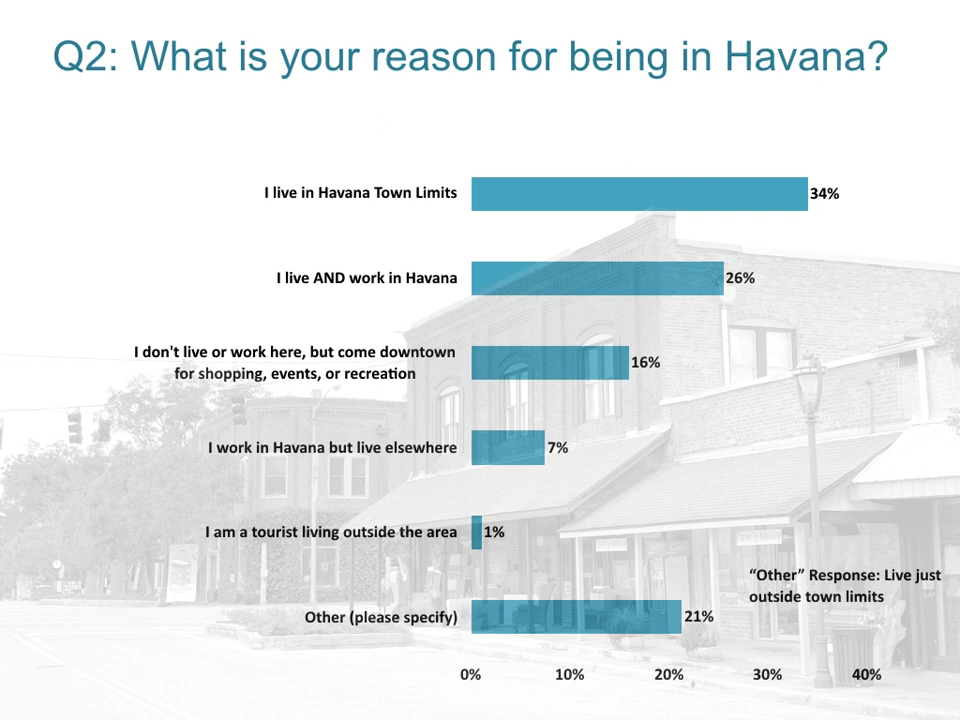 Q2: What is your reason for being in Havana?
I live in Havana Town Limits
34%
I live AND work in Havana
26%
I don't live or work here, but come downtown
for shopping, events, or recreation
16%
I work in Havana but live elsewhere
7%
I am a tourist living outside the area
1%
“Other” Response: Live just
outside town limits
Other (please specify)
21%
0% 10% 20% 30% 40%